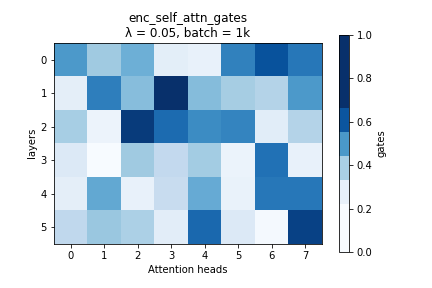 enc_self_attn_gates
λ = 0.05, batch = 1k
0
1
2
3
4
5
layers
0 1 2 3 4 5 6 7
Attention heads
1.0
0.8
0.6
0.4
0.2
0.0
gates